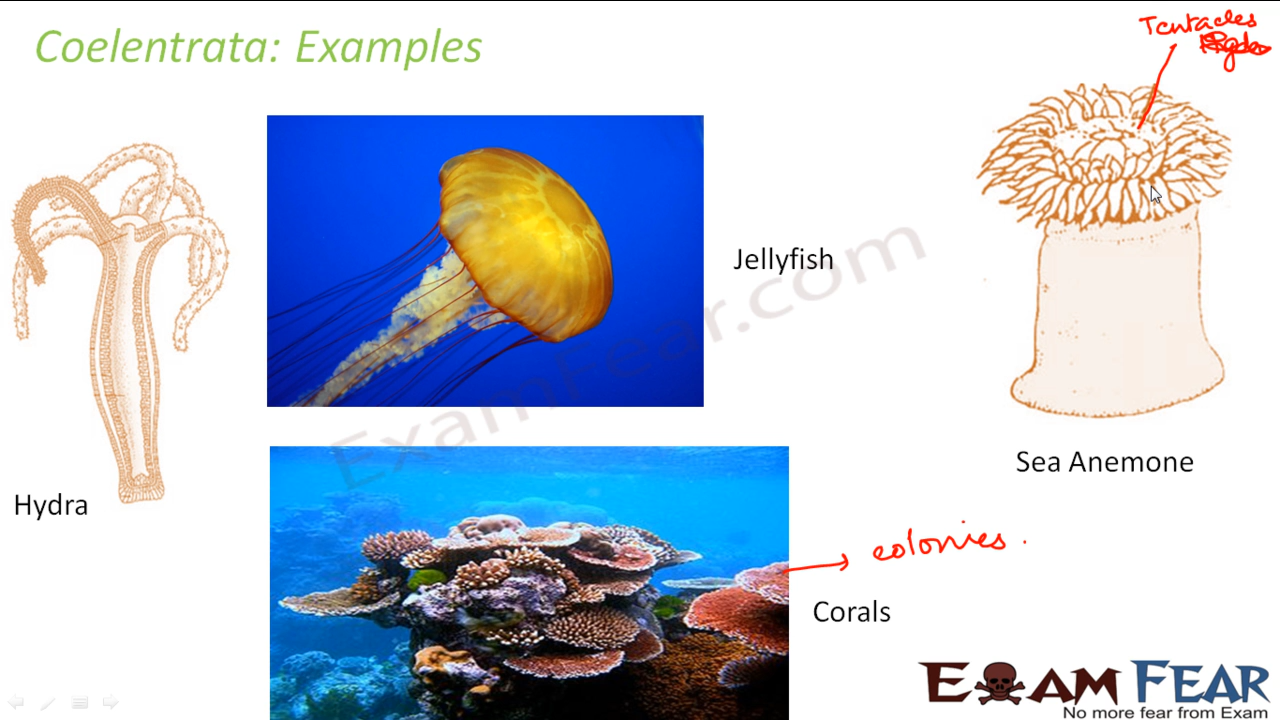 Coelentrata: Examples
Tentacles
Jellyfish
ExamFear.com
Sea Anemone
Hydra
colonies.
Corals
EXAM FEAR
No more fear from Exam